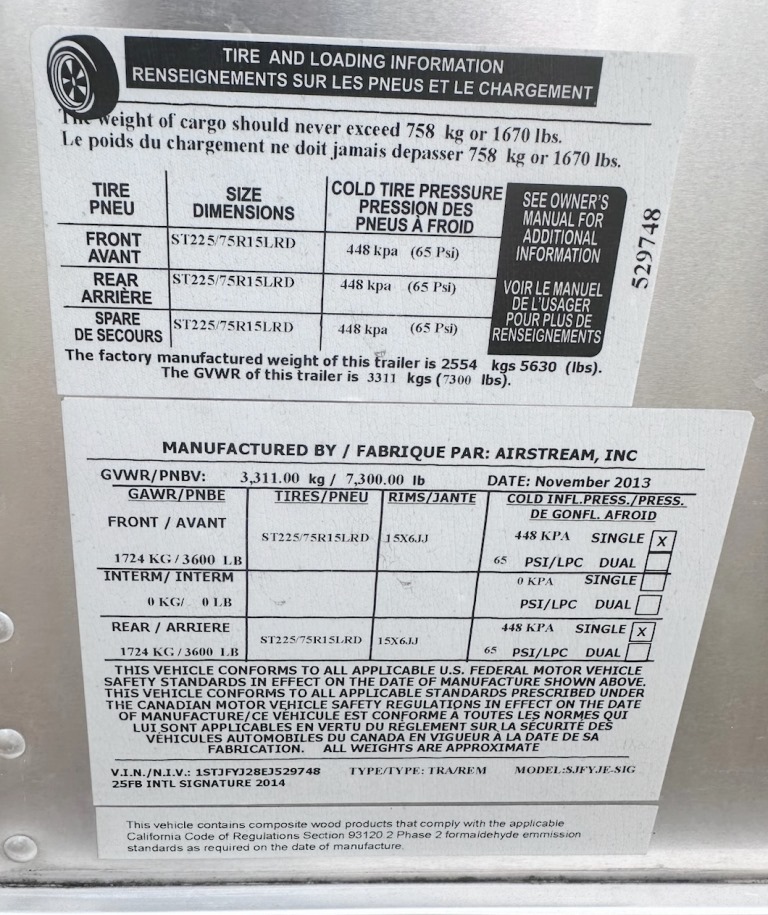 TIRE AND LOADING INFORMATION
RENSEIGNEMENTS SUR LES PNEUS ET LE CHARGEMENT
The weight of cargo should never exceed 758 kg or 1670 lbs.
Le poids du chargement ne doit jamais depasser 758 kg or 1670 lbs.
TIRE PNEU SIZE DIMENSIONS COLD TIRE PRESSURE PRESSION DES PNEUS À FROID
FRONT AVANT ST225/75R15LRD 448 kpa (65 Psi)
REAR ARRIÈRE ST225/75R15LRD 448 kpa (65 Psi)
SPARE DE SECOURS ST225/75R15LRD 448 kpa (65 Psi)
SEE OWNER'S
MANUAL FOR
ADDITIONAL
INFORMATION
VOIR LE MANUEL
DE L'USAGER
POUR PLUS DE
RENSEIGNEMENTS
529748
The factory manufactured weight of this trailer is 2554 kgs 5630 (lbs).
The GVWR of this trailer is 3311 kgs (7300 lbs).
MANUFACTURED BY / FABRIQUE PAR: AIRSTREAM, INC
GVWR/PNBV: 3,311.00 kg / 7,300.00 lb DATE: November 2013
GAWR/PNBE TIRES/PNEU RIMS/JANTE COLD INFL.PRESS./PRESS.
DE GONFL. AFROID
FRONT / AVANT
ST225/75R15LRD 15X6JJ 448 KPA SINGLE X
1724 KG / 3600 LB 65 PSI/LPC DUAL
INTERM/ INTERM 0 KPA SINGLE
0 KG/ 0 LB PSI/LPC DUAL
REAR / ARRIERE 448 KPA SINGLE X
ST225/75R15LRD 15X6JJ
1724 KG / 3600 LB 65 PSI/LPC DUAL
THIS VEHICLE CONFORMS TO ALL APPLICABLE U.S. FEDERAL MOTOR VEHICLE
SAFETY STANDARDS IN EFFECT ON THE DATE OF MANUFACTURE SHOWN ABOVE.
THIS VEHICLE CONFORMS TO ALL APPLICABLE STANDARDS PRESCRIBED UNDER
THE CANADIAN MOTOR VEHICLE SAFETY REGULATIONS IN EFFECT ON THE DATE
OF MANUFACTURE/CE VÉHICULE EST CONFORME À TOUTES LES NORMES QUI
LUI SONT APPLICABLES EN VERTU DU RÈGLEMENT SUR LA SÉCURITÉ DES
VÉHICULES AUTOMOBILES DU CANADA EN VIGUEUR À LA DATE DE SA
FABRICATION. ALL WEIGHTS ARE APPROXIMATE
V.I.N./N.I.V.: 1STJFYJ28EJ529748 TYPE/TYPE: TRA/REM MODEL:SJFYJE-SIG
25FB INTL SIGNATURE 2014
This vehicle contains composite wood products that comply with the applicable
California Code of Regulations Section 93120 2 Phase 2 formaldehyde emmission
standards as required on the date of manufacture.